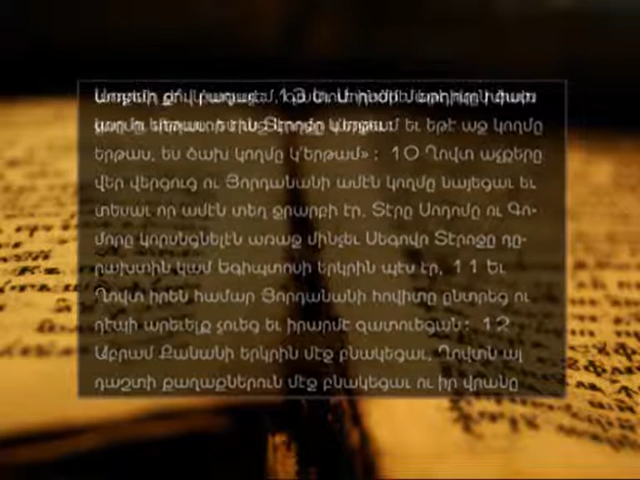 երթաս, ես ծախ կողմը կ՚երթամ» ։ 10 Ղովտ աչքերը
վեր վերցուց ու Յորդանանի ամէն կողմը նայեցաւ եւ
տեսաւ որ ամէն տեղ ջրարբի էր. Տէրը Սոդոմը ու Գո-
մորը կորսնցնելէն առաջ մինչեւ Սեգովր Տէրոջը դը-
րախտին կամ Եգիպտոսի երկրին պէս էր, 11 Եւ
Ղովտ իրեն համար Յորդանանի հովիտը ընտրեց ու
դէպի արեւելք չուեց եւ իրարմէ զատուեցան ։ 12
Աբրամ Քանանի երկրին մէջ բնակեցաւ, Ղովտն ալ
դաշտի քաղաքներուն մէջ բնակեցաւ ու իր վրանը